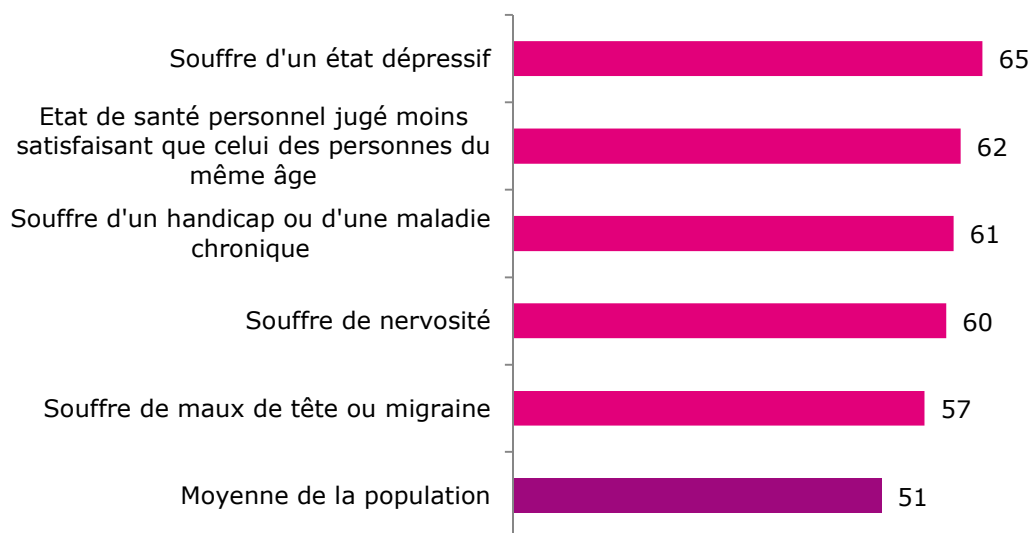 Souffre d'un état dépressif
65
Etat de santé personnel jugé moins
satisfaisant que celui des personnes du
même âge
62
Souffre d'un handicap ou d'une maladie
chronique
61
Souffre de nervosité
60
Souffre de maux de tête ou migraine
57
Moyenne de la population
51